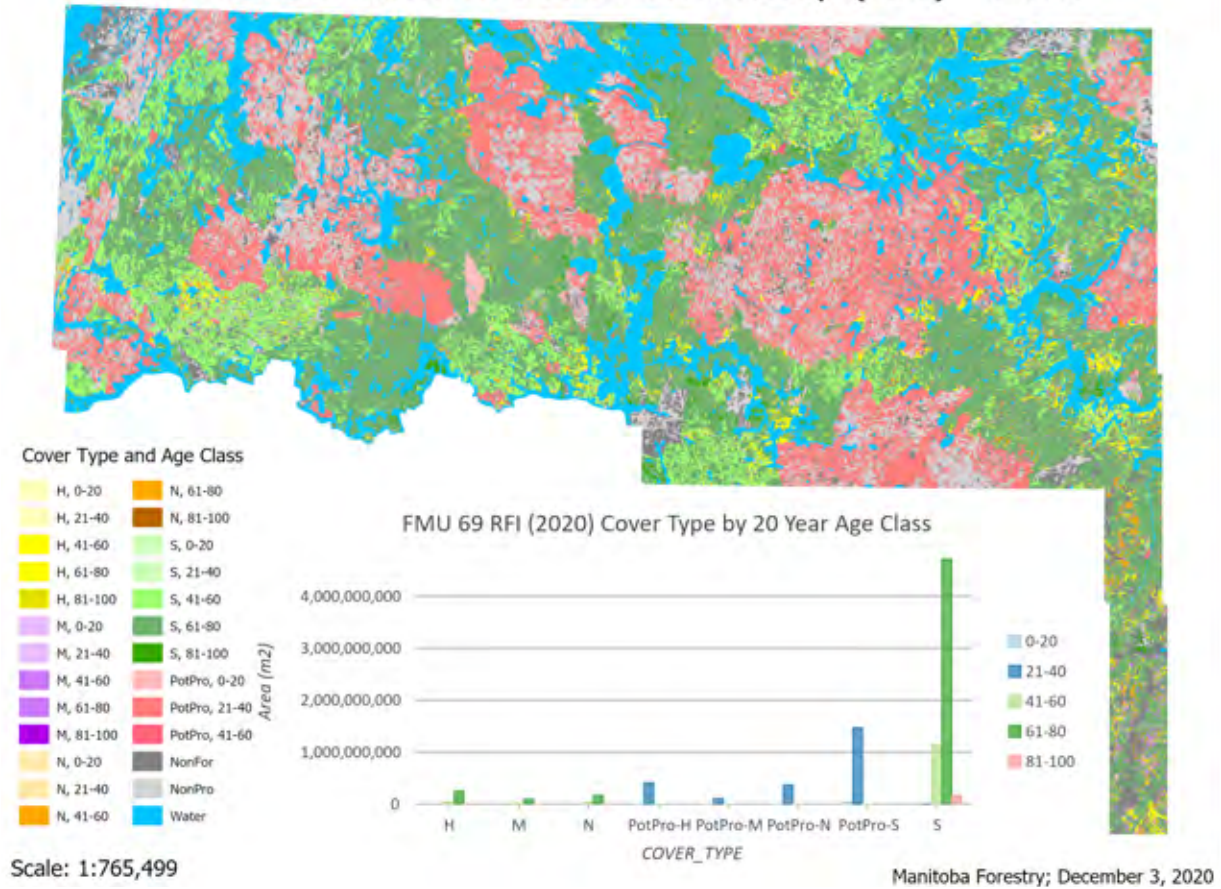 Cover Type and Age Class
H, 0-20
H, 21-40
H, 41-60
H, 61-80
H, 81-100
M, 0-20
M, 21-40
M, 41-60
M, 61-80
M, 81-100
N, 0-20
N, 21-40
N, 41-60
N, 61-80
N, 81-100
S, 0-20
S, 21-40
S, 41-60
S, 61-80
S, 81-100
PotPro, 0-20
PotPro, 21-40
PotPro, 41-60
NonFor
NonPro
Water
FMU 69 RFI (2020) Cover Type by 20 Year Age Class
Area (m2)
4,000,000,000
3,000,000,000
2,000,000,000
1,000,000,000
0
H M N PotPro-H PotPro-M PotPro-N PotPro-S S
COVER_TYPE
0-20
21-40
41-60
61-80
81-100
Scale: 1:765,499
Manitoba Forestry; December 3, 2020